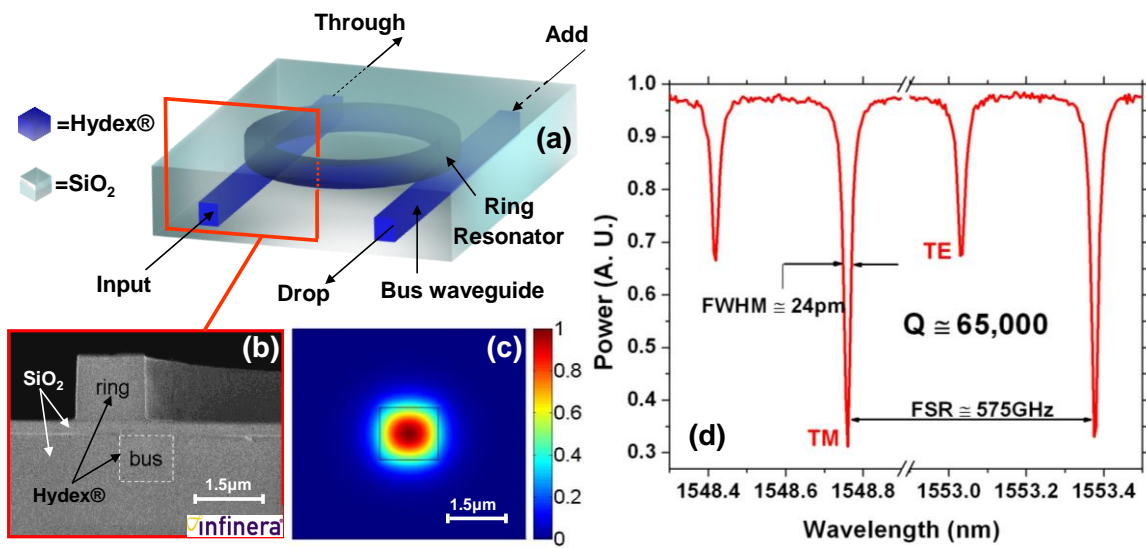 Through
Add
=Hydex®
(a)
=SiO₂
Ring
Resonator
Input
Drop
Bus waveguide
(b)
SiO₂
ring
bus
Hydex®
1.5µm
infinera®
(c)
1
0.8
0.6
0.4
0.2
0
1.5µm
1.0
0.9
0.8
0.7
0.6
0.5
0.4
0.3
Power (A. U.)
TE
FWHM ≅ 24pm
Q ≅ 65,000
FSR ≅ 575GHz
TM
(d)
1548.4 1548.6 1548.8 1553.0 1553.2 1553.4
Wavelength (nm)